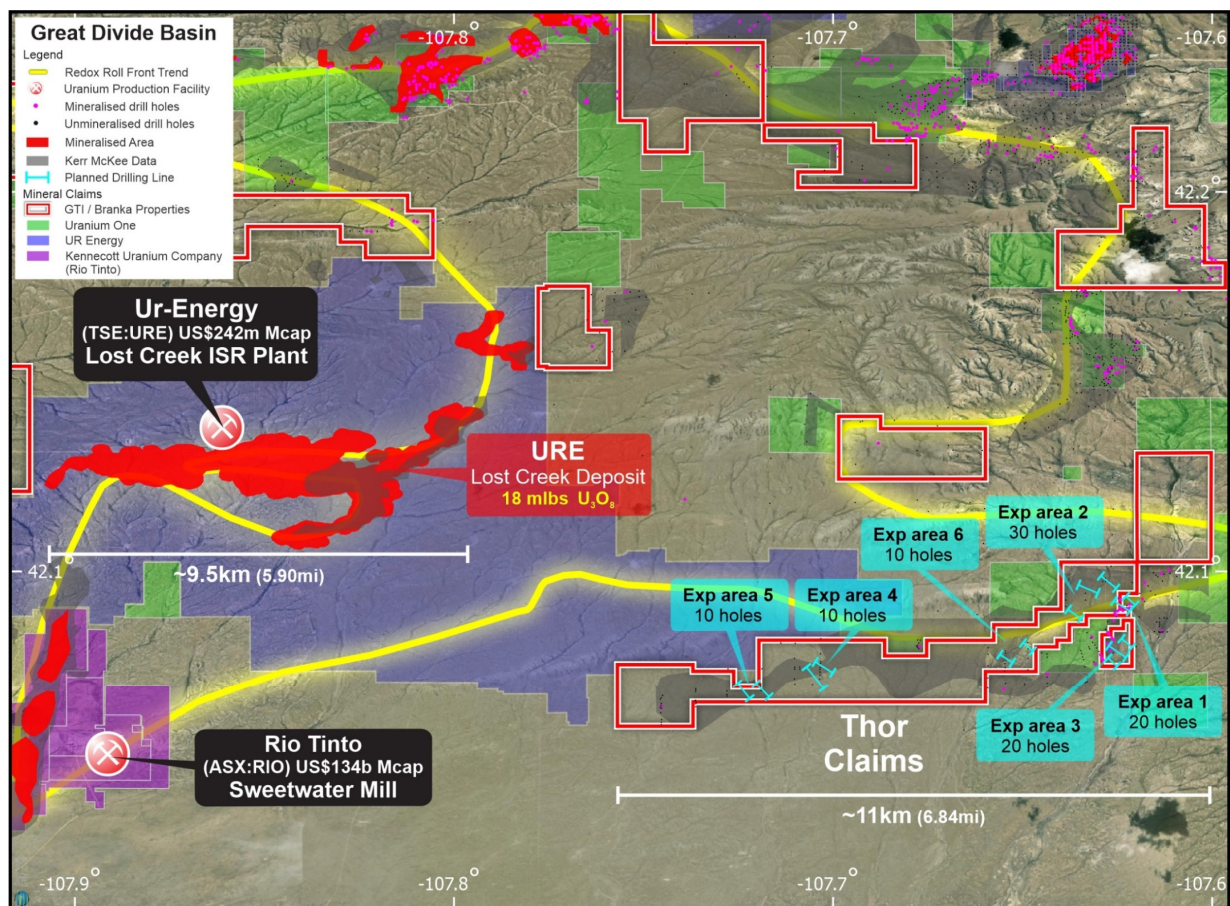 Great Divide Basin
Legend
Redox Roll Front Trend
Uranium Production Facility
Mineralised drill holes
Unmineralised drill holes
Mineralised Area
Kerr McKee Data
Planned Drilling Line
Mineral Claims
GTI / Branka Properties
Uranium One
UR Energy
Kennecott Uranium Company
(Rio Tinto)
-107.8°
-107.7°
-107.6°
42.2°
Ur-Energy
(TSE:URE) US$242m Mcap
Lost Creek ISR Plant
URE
Lost Creek Deposit
18 mlbs U₃O₈
~9.5km (5.90mi)
42.1°
42.1°
Exp area 2
30 holes
Exp area 6
10 holes
Exp area 5
10 holes
Exp area 4
10 holes
Exp area 1
20 holes
Exp area 3
20 holes
Thor
Claims
Rio Tinto
(ASX:RIO) US$134b Mcap
Sweetwater Mill
~11km (6.84mi)
-107.9°
-107.8°
-107.7°
-107.6°